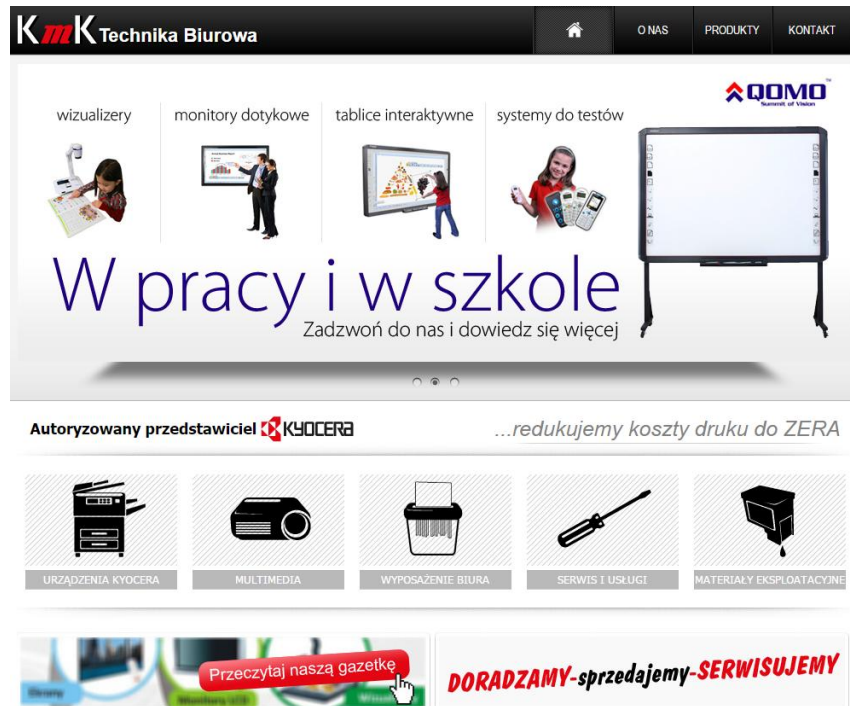 KmK Technika Biurowa
O NAS
PRODUKTY
KONTAKT
QOMO
Summit of Vision
wizualizery
monitory dotykowe
tablice interaktywne
systemy do testów
W pracy i w szkole
Zadzwoń do nas i dowiedz się więcej
Autoryzowany przedstawiciel KYOCERA
...redukujemy koszty druku do ZERA
URZĄDZENIA KYOCERA
MULTIMEDIA
WYPOSAŻENIE BIURA
SERWIS I USŁUGI
MATERIAŁY EKSPLOATACYJNE
Przeczytaj naszą gazetkę
Ekrany
DORADZAMY-sprzedajemy-SERWISUJEMY